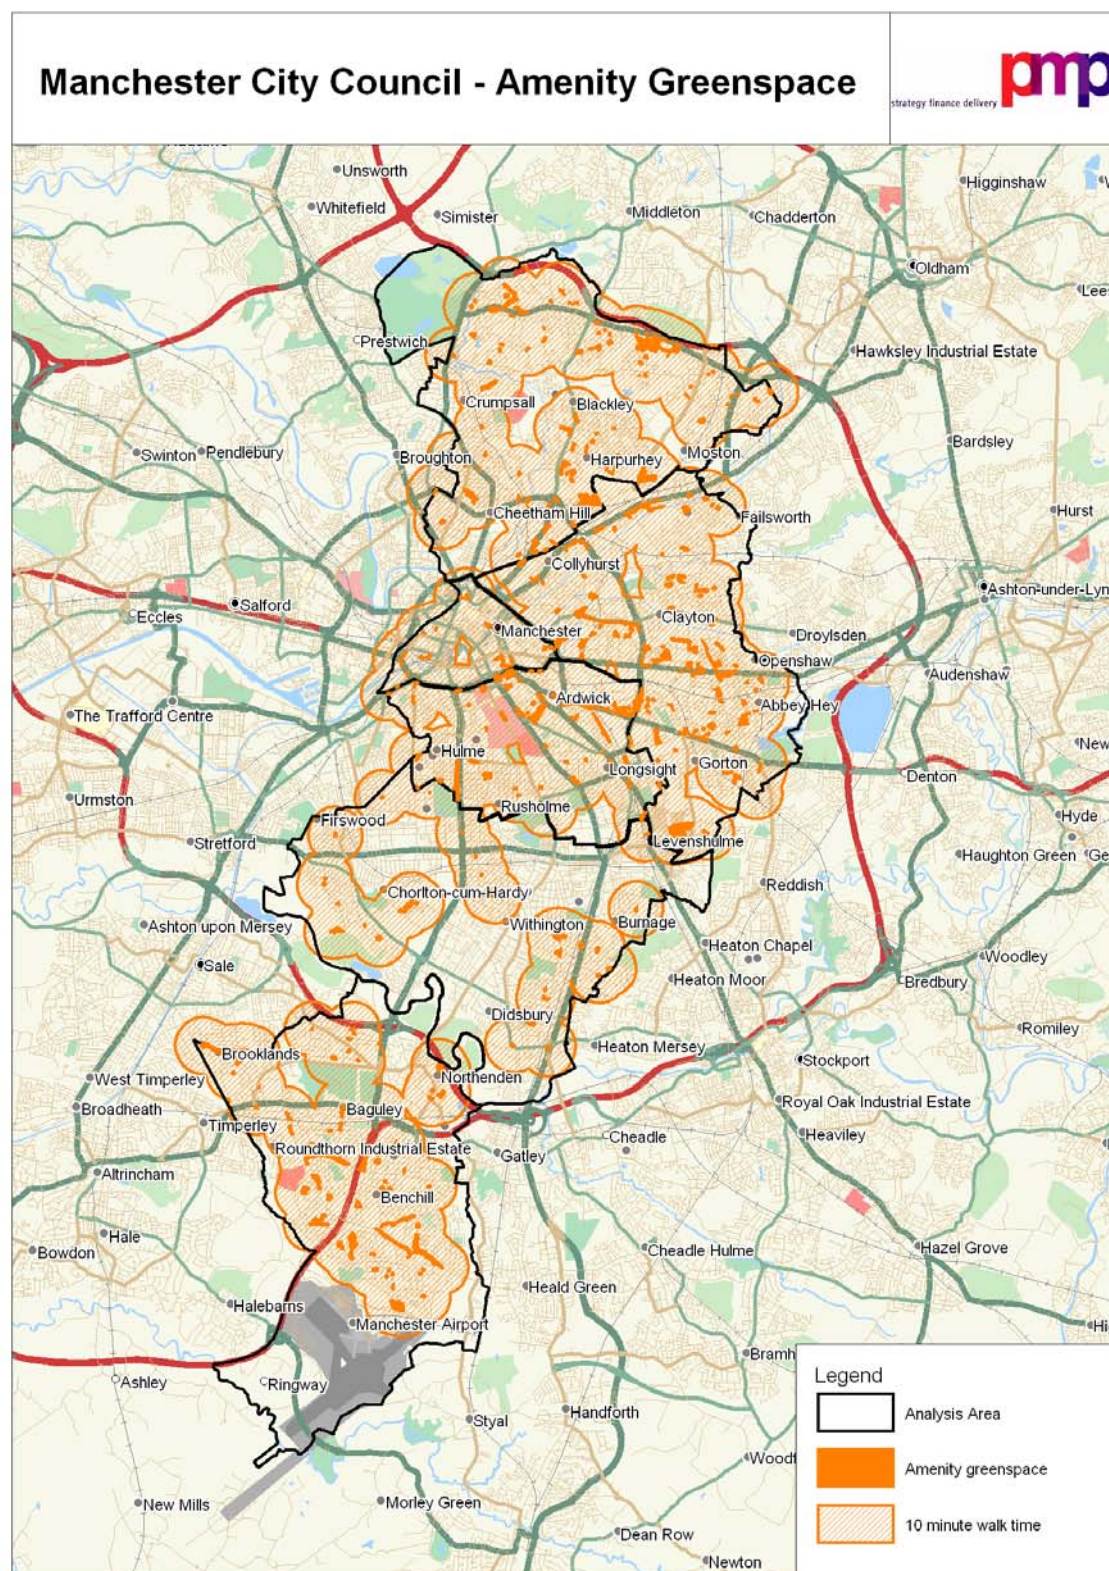 Manchester City Council - Amenity Greenspace
strategy finance delivery
pmp
Unsworth
Higginshaw
Whitefield
Simister
Middleton
Chadderton
Oldham
Prestwich
Hawksley Industrial Estate
Crumpsall
Blackley
Bardsley
Swinton
Pendlebury
Broughton
Harpurhey
Moston
Cheetham Hill
Failsworth
Hurst
Collyhurst
Ashton-under-Lyn
Salford
Eccles
Clayton
Manchester
Droylsden
Openshaw
Audenshaw
Ardwick
Abbey Hey
The Trafford Centre
New
Hulme
Longsight
Gorton
Denton
Urmston
Rusholme
Hyde
Firswood
Stretford
Levenshulme
Haughton Green
Ge
Reddish
Chorlton-cum-Hardy
Ashton upon Mersey
Withington
Burnage
Heaton Chapel
Woodley
Sale
Heaton Moor
Bredbury
Didsbury
Romiley
Brooklands
Heaton Mersey
Stockport
West Timperley
Northenden
Broadheath
Baguley
Royal Oak Industrial Estate
Timperley
Cheadle
Heaviley
Roundthorn Industrial Estate
Gatley
Altrincham
Benchill
Hale
Bowdon
Cheadle Hulme
Hazel Grove
Heald Green
Halebarns
Manchester Airport
Hi
Bramh
Ashley
Ringway
Legend
Analysis Area
Styal
Handforth
Woodf
Amenity greenspace
New Mills
Morley Green
10 minute walk time
Dean Row
Newton